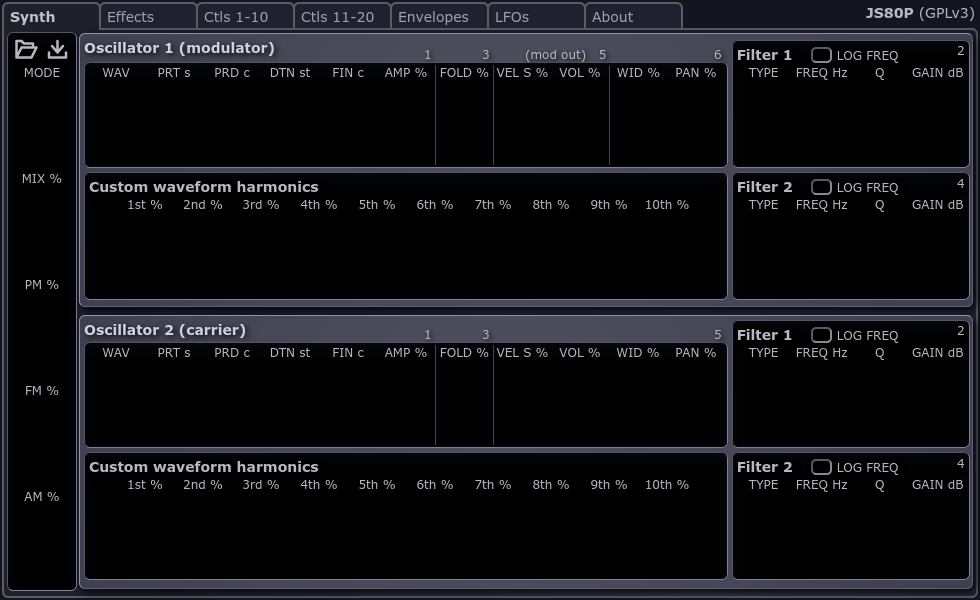 Synth Effects Ctls 1-10 Ctls 11-20 Envelopes LFOs About JS80P (GPLv3)
MODE
MIX %
PM %
FM %
AM %
Oscillator 1 (modulator) 1 3 (mod out) 5 6
WAV PRT s PRD c DTN st FIN c AMP % FOLD % VEL S % VOL % WID % PAN %
Filter 1 LOG FREQ 2
TYPE FREQ Hz Q GAIN dB
Custom waveform harmonics
1st % 2nd % 3rd % 4th % 5th % 6th % 7th % 8th % 9th % 10th %
Filter 2 LOG FREQ 4
TYPE FREQ Hz Q GAIN dB
Oscillator 2 (carrier) 1 3 5
WAV PRT s PRD c DTN st FIN c AMP % FOLD % VEL S % VOL % WID % PAN %
Filter 1 LOG FREQ 2
TYPE FREQ Hz Q GAIN dB
Custom waveform harmonics
1st % 2nd % 3rd % 4th % 5th % 6th % 7th % 8th % 9th % 10th %
Filter 2 LOG FREQ 4
TYPE FREQ Hz Q GAIN dB